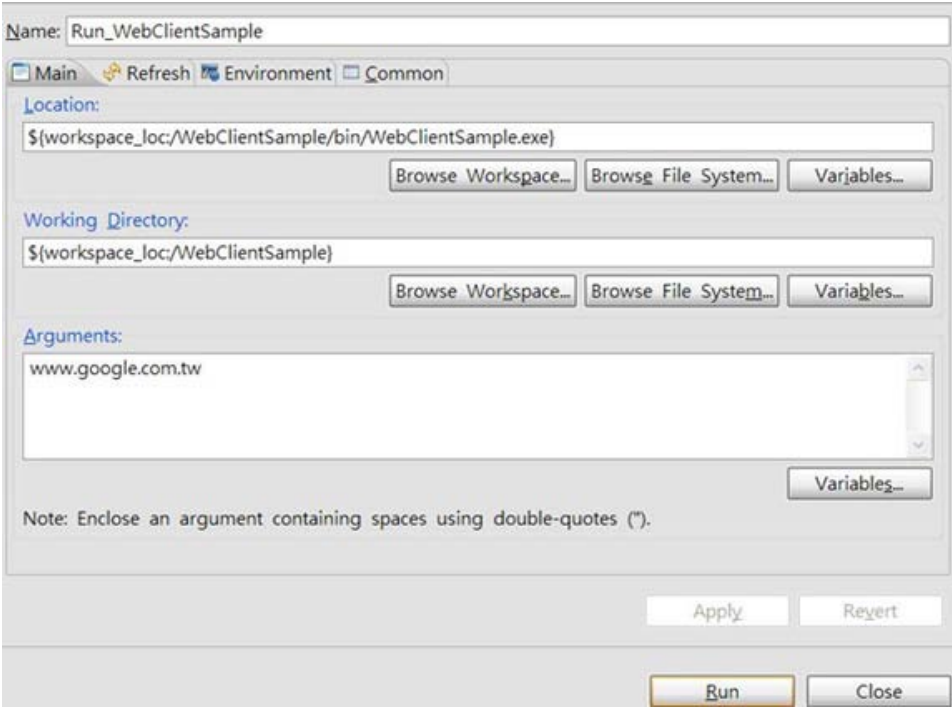 Name: Run_WebClientSample
Main Refresh Environment Common
Location:
${workspace_loc:/WebClientSample/bin/WebClientSample.exe}
Browse Workspace... Browse File System... Variables...
Working Directory:
${workspace_loc:/WebClientSample}
Browse Workspace... Browse File System... Variables...
Arguments:
www.google.com.tw
Variables...
Note: Enclose an argument containing spaces using double-quotes (").
Apply Revert
Run Close